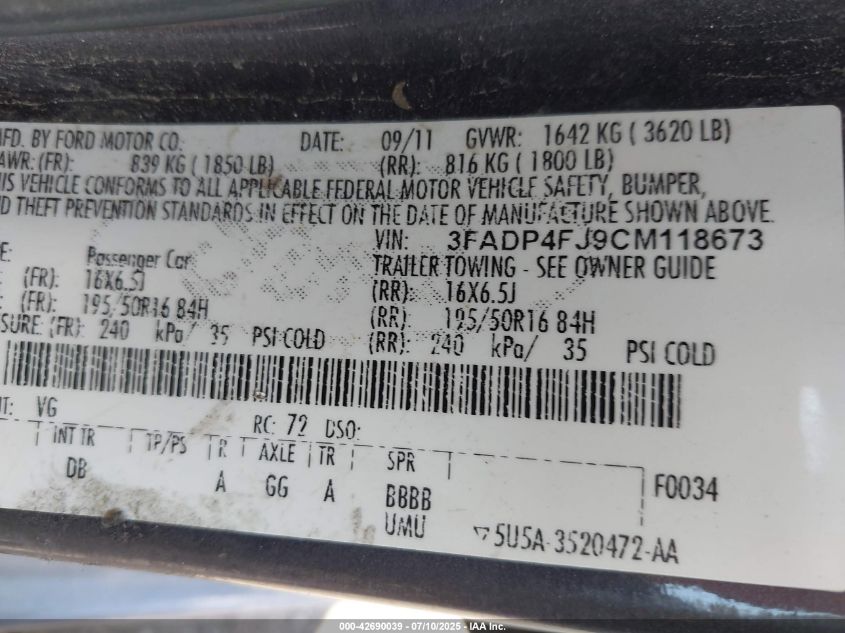 MFD. BY FORD MOTOR CO. DATE: 09/11 GVWR: 1642 KG ( 3620 LB)
AWR: (FR): 839 KG ( 1850 LB) (RR): 816 KG ( 1800 LB)
IS VEHICLE CONFORMS TO ALL APPLICABLE FEDERAL MOTOR VEHICLE SAFETY, BUMPER,
D THEFT PREVENTION STANDARDS IN EFFECT ON THE DATE OF MANUFACTURE SHOWN ABOVE.
VIN: 3FADP4FJ9CM118673
E: Passenger Car TRAILER TOWING - SEE OWNER GUIDE
(FR): 16X6.5J (RR): 16X6.5J
(FR): 195/50R16 84H (RR): 195/50R16 84H
SURE: (FR): 240 kPa/ 35 PSI COLD (RR): 240 kPa/ 35 PSI COLD
NT: VG RC: 72 DSO:
INT TR TP/PS R AXLE TR SPR F0034
DB A GG A BBBB
UMU ▽5U5A-3520472-AA
000-42690039 - 07/10/2025 - IAA Inc.